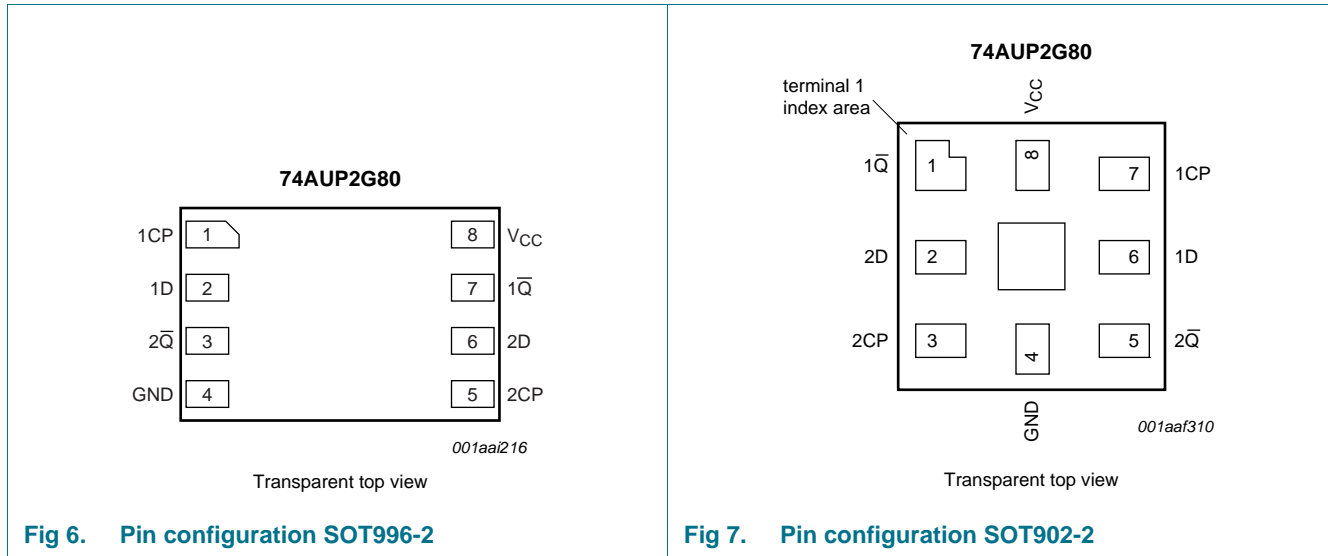 74AUP2G80
1CP 1 8 VCC
1D 2 7 1Q̅
2Q̅ 3 6 2D
GND 4 5 2CP
001aai216
Transparent top view
Fig 6. Pin configuration SOT996-2
74AUP2G80
terminal 1
index area
VCC
1Q̅ 1 8 7 1CP
2D 2 6 1D
2CP 3 4 5 2Q̅
GND
001aaf310
Transparent top view
Fig 7. Pin configuration SOT902-2